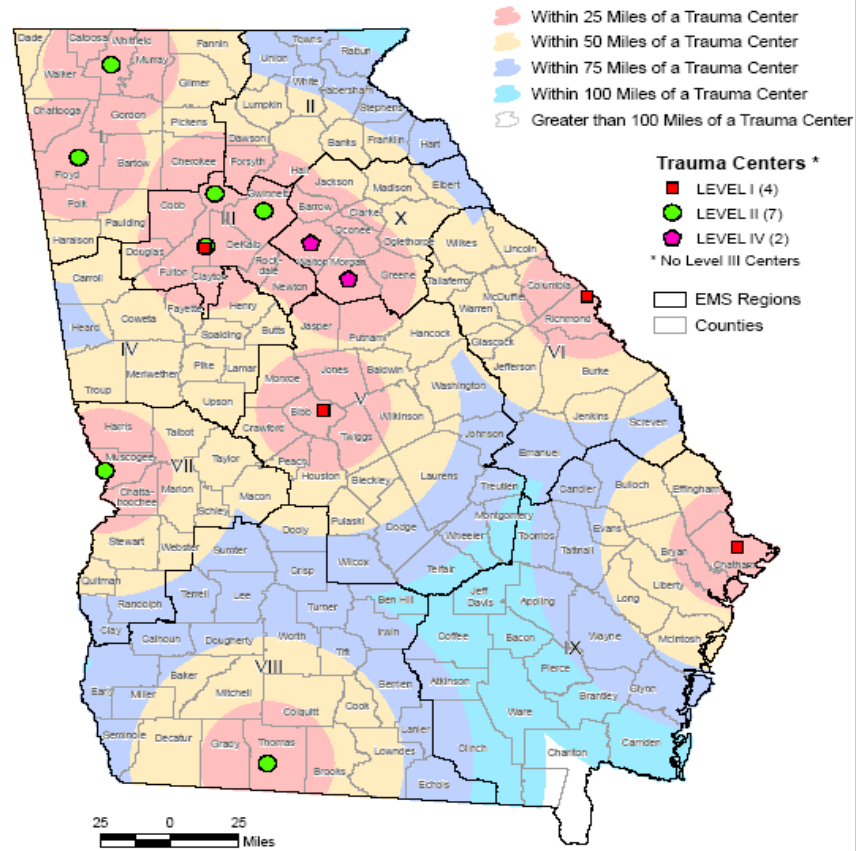 Within 25 Miles of a Trauma Center
Within 50 Miles of a Trauma Center
Within 75 Miles of a Trauma Center
Within 100 Miles of a Trauma Center
Greater than 100 Miles of a Trauma Center
Trauma Centers *
LEVEL I (4)
LEVEL II (7)
LEVEL IV (2)
* No Level III Centers
EMS Regions
Counties
Dade
Catoosa
Whitfield
Fannin
Towns
Rabun
Union
Murray
Walker
Gilmer
White
Habersham
Stephens
Chattooga
Gordon
Pickens
Lumpkin
II
I
Dawson
Banks
Franklin
Hart
Floyd
Bartow
Cherokee
Forsyth
Hall
Jackson
Madison
Elbert
Polk
Cobb
Gwinnett
Barrow
Clarke
X
Paulding
III
Oconee
Oglethorpe
Wilkes
Lincoln
Haralson
Douglas
DeKalb
Walton
Morgan
Greene
Taliaferro
Columbia
Carroll
Fulton
Clayton
Rock-
dale
Newton
McDuffie
Warren
Richmond
Heard
Coweta
Fayette
Henry
Butts
Jasper
Putnam
Hancock
Glascock
VI
Spalding
IV
Pike
Lamar
Jefferson
Burke
Troup
Meriwether
Monroe
Jones
Baldwin
Washington
Upson
Bibb
V
Wilkinson
Jenkins
Screven
Harris
Talbot
Crawford
Twiggs
Johnson
Emanuel
Muscogee
VII
Taylor
Peach
Houston
Bleckley
Laurens
Treutlen
Candler
Bulloch
Effingham
Chatta-
hoochee
Marion
Schley
Macon
Pulaski
Dodge
Montgomery
Wheeler
Toombs
Tattnall
Evans
Bryan
Chatham
Stewart
Webster
Sumter
Dooly
Wilcox
Telfair
Liberty
Quitman
Randolph
Terrell
Lee
Crisp
Ben Hill
Jeff
Davis
Appling
Long
Clay
Calhoun
Dougherty
Worth
Turner
Irwin
Coffee
Bacon
Wayne
McIntosh
Tift
IX
Early
Miller
Baker
Mitchell
VIII
Berrien
Atkinson
Pierce
Brantley
Glynn
Seminole
Decatur
Colquitt
Cook
Lanier
Ware
Grady
Thomas
Brooks
Lowndes
Clinch
Charlton
Camden
Echols
25 0 25
Miles